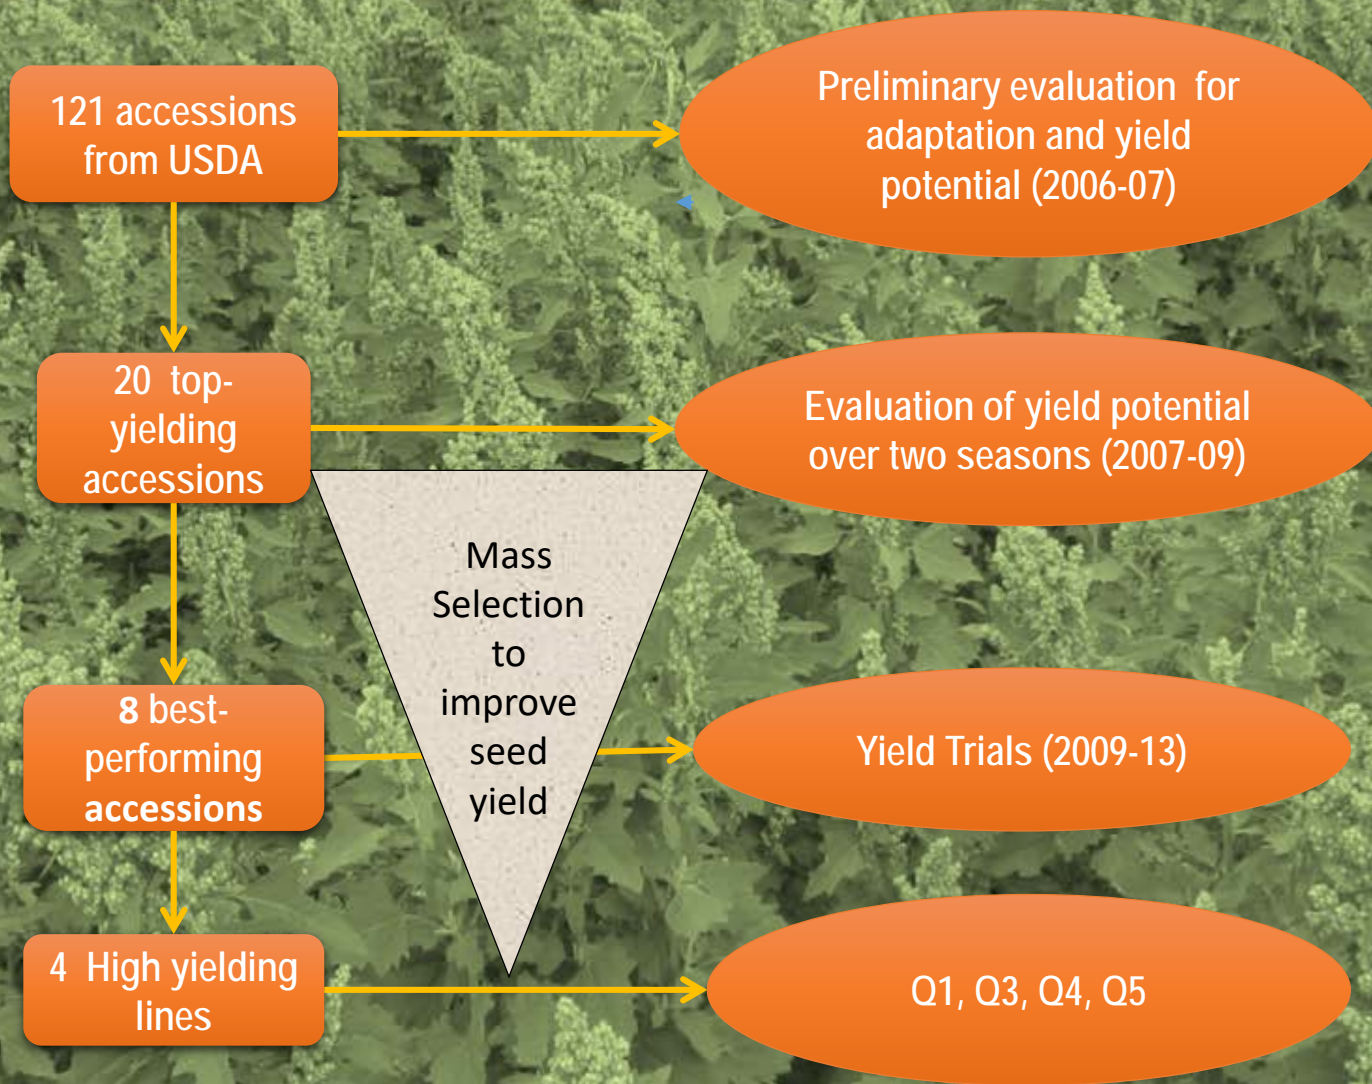 121 accessions
from USDA
Preliminary evaluation for
adaptation and yield
potential (2006-07)
20 top-
yielding
accessions
Evaluation of yield potential
over two seasons (2007-09)
Mass
Selection
to
improve
seed
yield
8 best-
performing
accessions
Yield Trials (2009-13)
4 High yielding
lines
Q1, Q3, Q4, Q5